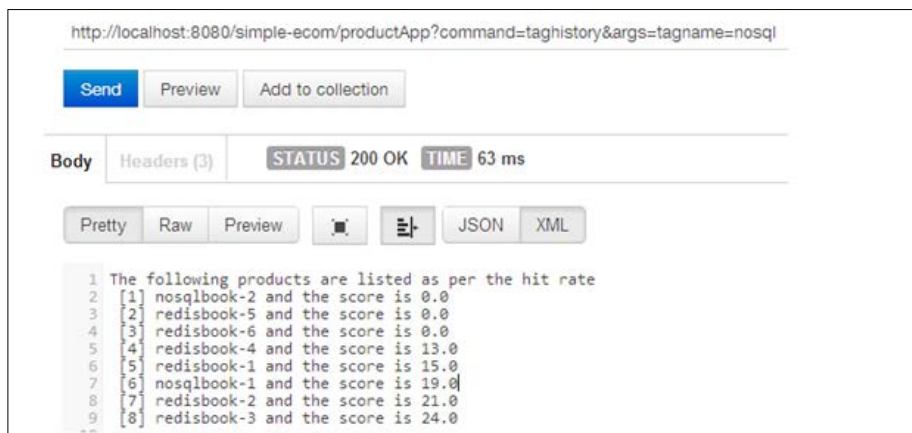 http://localhost:8080/simple-ecom/productApp?command=taghistory&args=tagname=nosql
Send Preview Add to collection
Body Headers (3) STATUS 200 OK TIME 63 ms
Pretty Raw Preview JSON XML
1 The following products are listed as per the hit rate
2 [1] nosqlbook-2 and the score is 0.0
3 [2] redisbook-5 and the score is 0.0
4 [3] redisbook-6 and the score is 0.0
5 [4] redisbook-4 and the score is 13.0
6 [5] redisbook-1 and the score is 15.0
7 [6] nosqlbook-1 and the score is 19.0
8 [7] redisbook-2 and the score is 21.0
9 [8] redisbook-3 and the score is 24.0